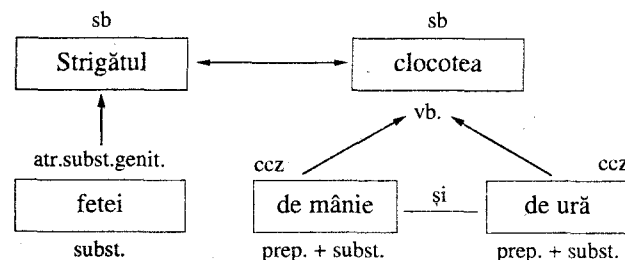 sb sb
Strigătul clocotea
vb.
atr.subst.genit.
ccz ccz
fetei de mânie și de ură
subst. prep. + subst. prep. + subst.